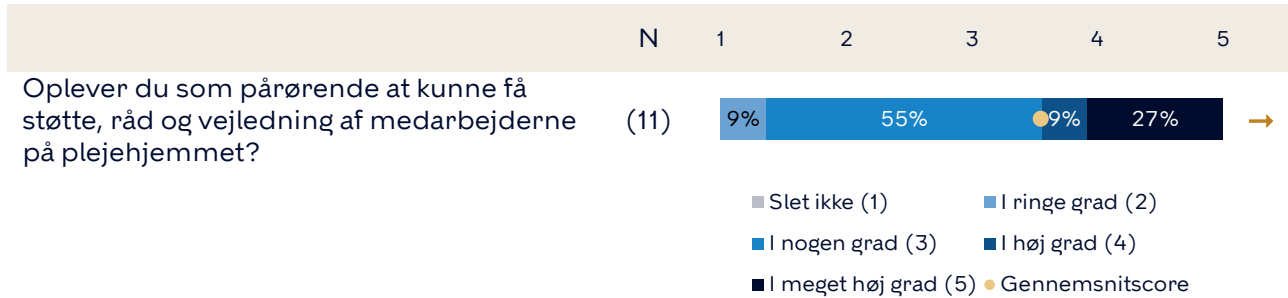 N 1 2 3 4 5
Oplever du som pårørende at kunne få
støtte, råd og vejledning af medarbejderne
på plejehjemmet?
(11) 9% 55% 9% 27%
Slet ikke (1) I ringe grad (2)
I nogen grad (3) I høj grad (4)
I meget høj grad (5) Gennemsnitscore